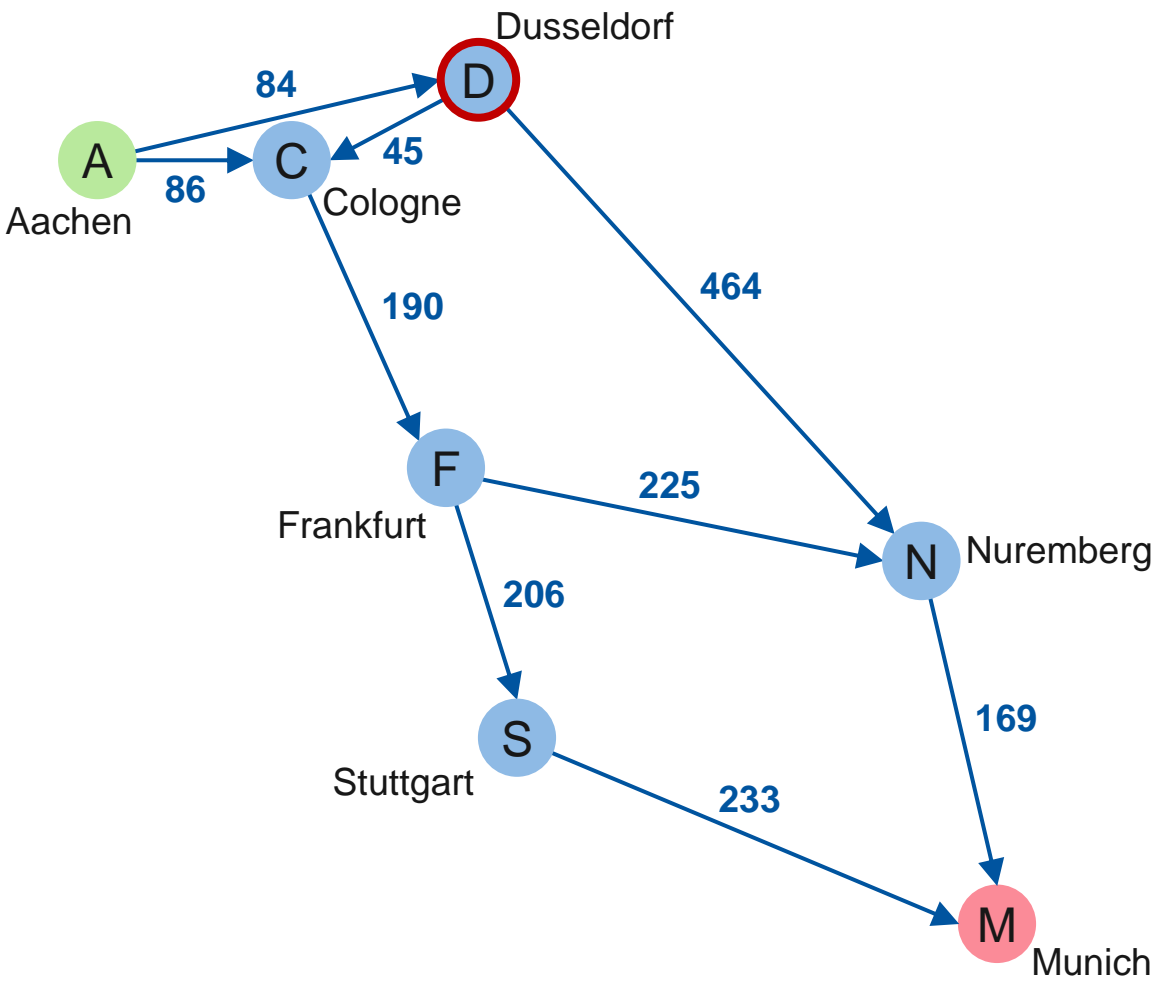 Dusseldorf
D
84
A
C
45
86
Cologne
Aachen
464
190
F
225
Frankfurt
N
Nuremberg
206
169
S
Stuttgart
233
M
Munich